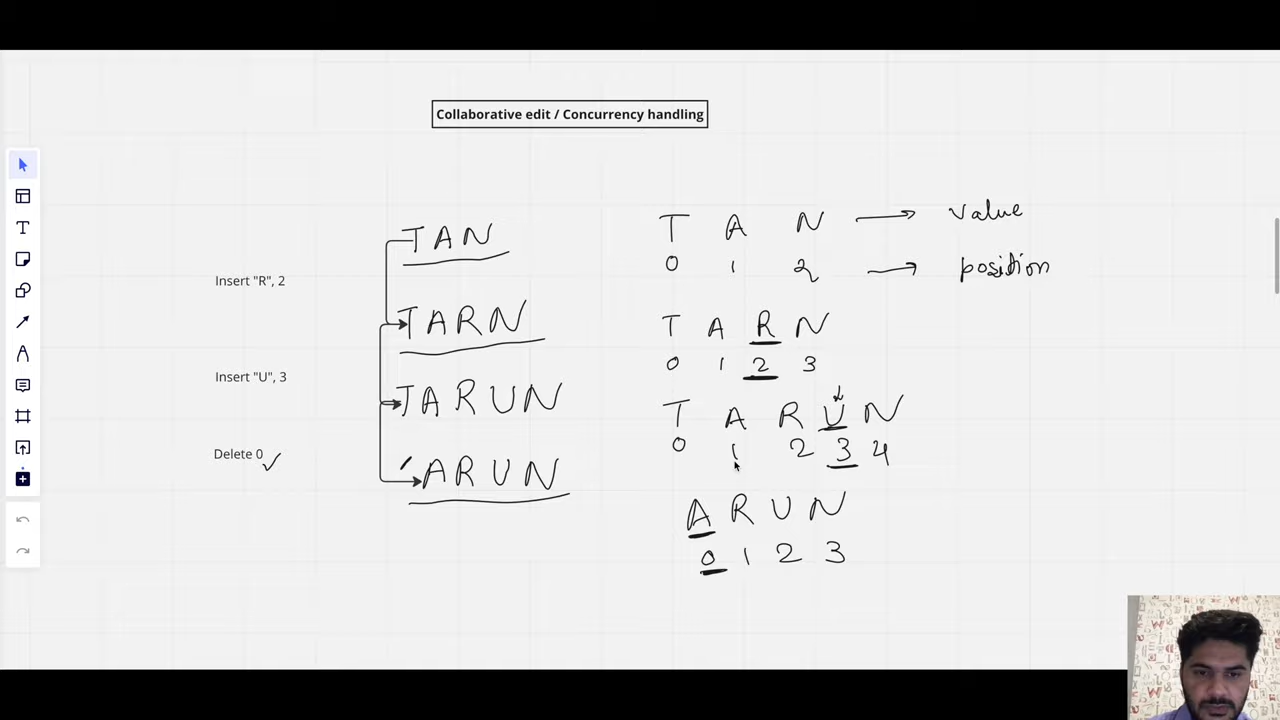 Collaborative edit / Concurrency handling
TAN
Insert "R", 2
TARN
Insert "U", 3
TARUN
Delete 0
ARUN
T A N → value
0 1 2 → position
T A R N
0 1 2 3
T A R U N
0 1 2 3 4
A R U N
0 1 2 3
T
A